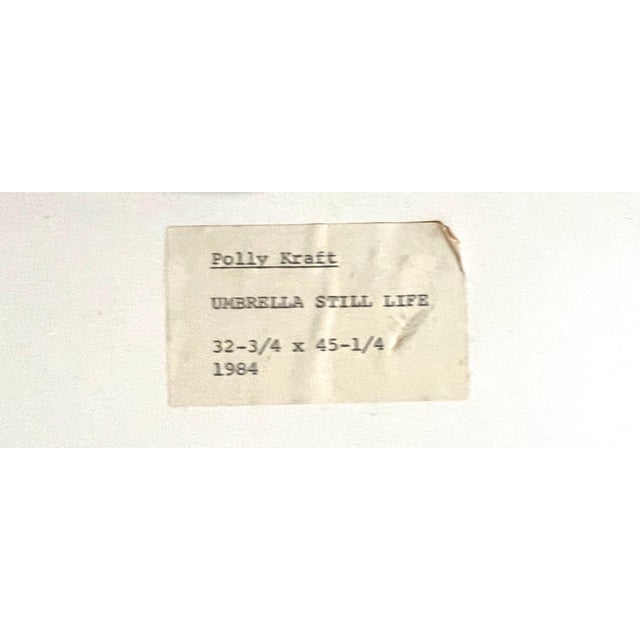 Polly Kraft
UMBRELLA STILL LIFE
32-3/4 x 45-1/4
1984